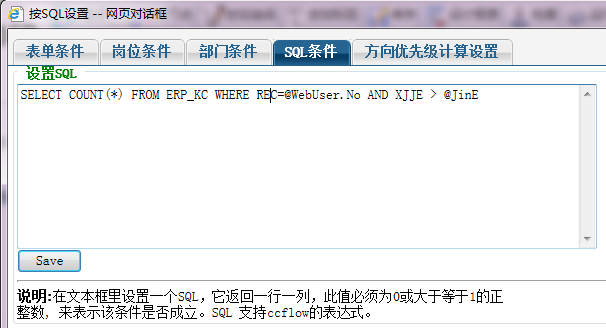 按SQL设置 -- 网页对话框
表单条件 岗位条件 部门条件 SQL条件 方向优先级计算设置
设置SQL
SELECT COUNT(*) FROM ERP_KC WHERE REC=@WebUser.No AND XJJE > @JinE
Save
说明:在文本框里设置一个SQL，它返回一行一列，此值必须为0或大于等于1的正
整数，来表示该条件是否成立。SQL 支持ccflow的表达式。